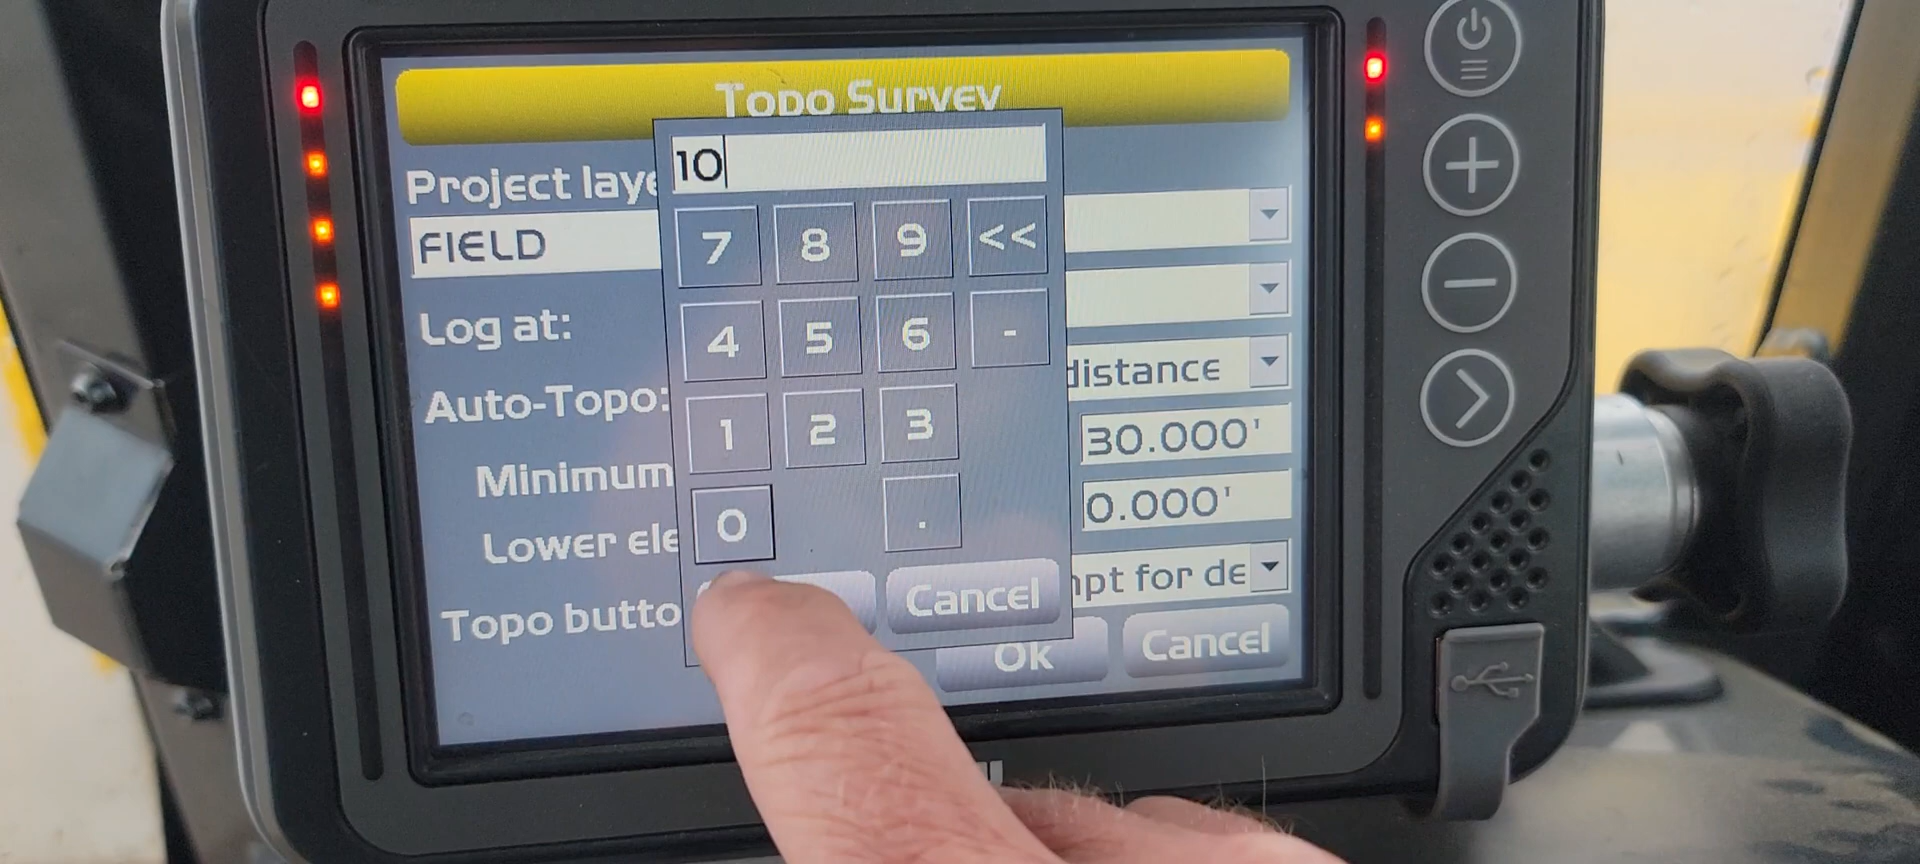 Topo Survey
10
Project laye
FIELD
7 8 9 <<
Log at:
4 5 6 -
Auto-Topo:
distance
1 2 3
30.000'
Minimum
0 .
0.000'
Lower ele
Cancel
mpt for de
Topo butto
Ok Cancel